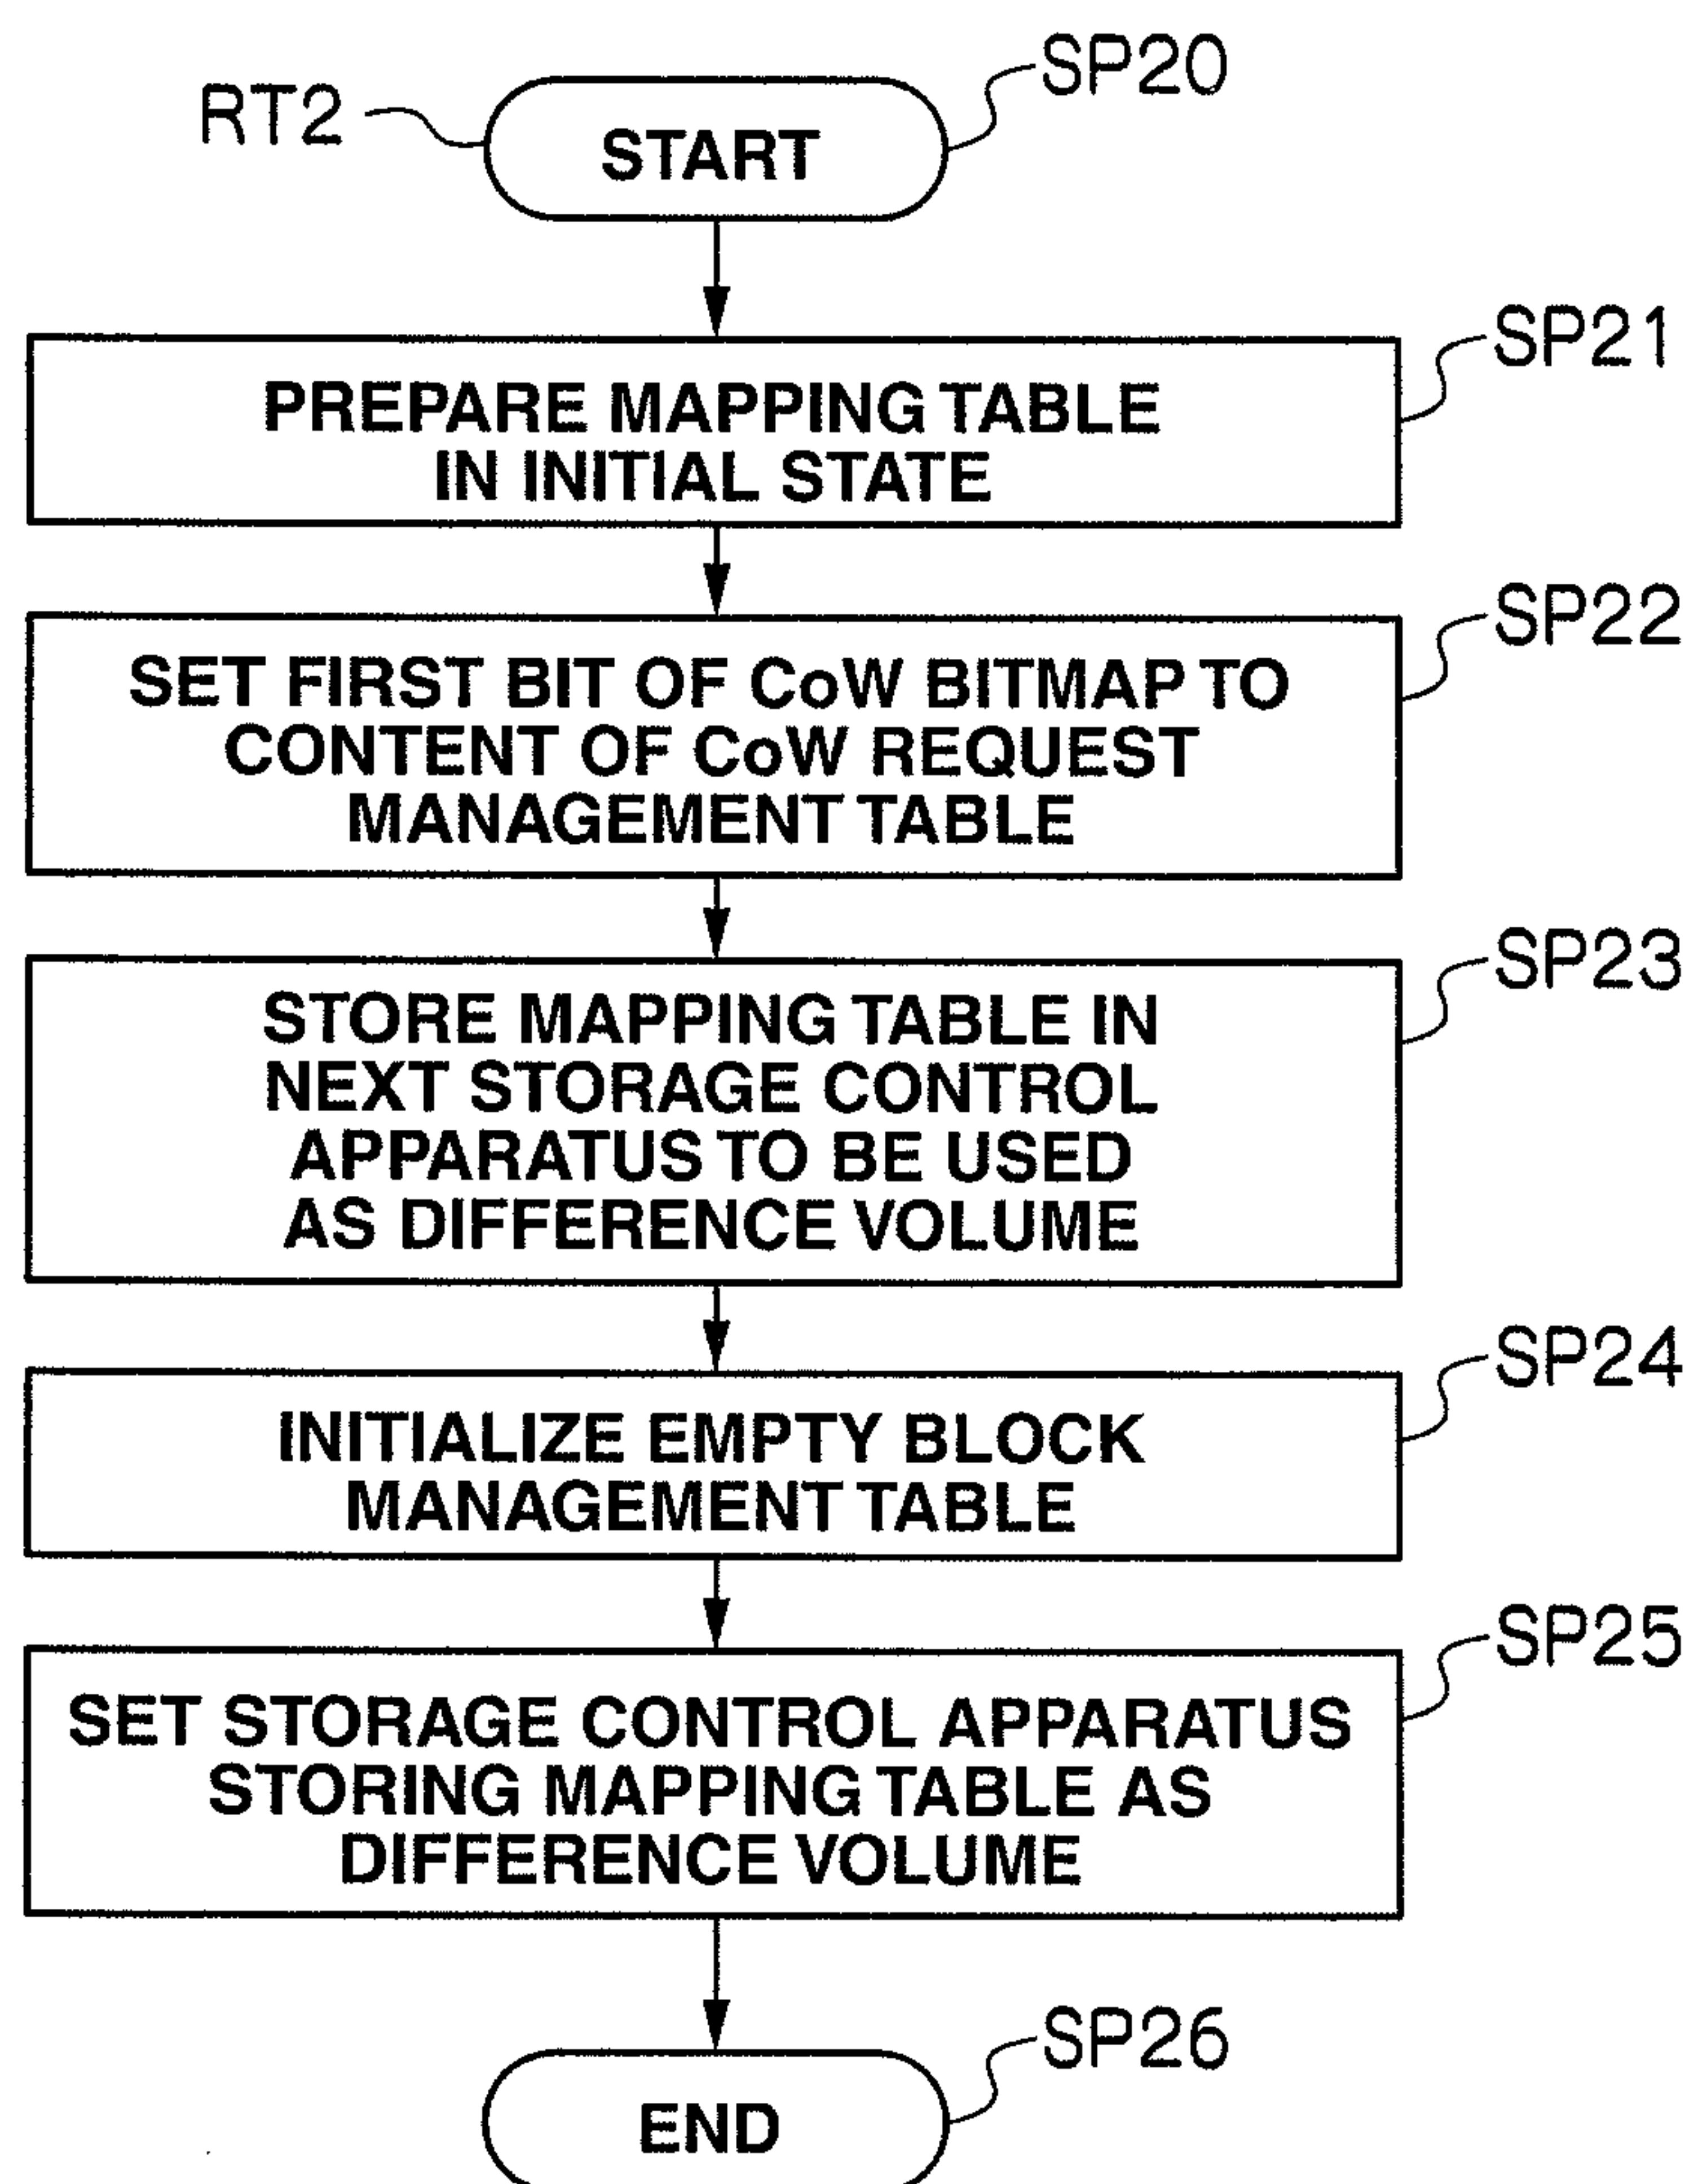 SP20
RT2
START
SP21
PREPARE MAPPING TABLE
IN INITIAL STATE
SP22
SET FIRST BIT OF CoW BITMAP TO
CONTENT OF CoW REQUEST
MANAGEMENT TABLE
SP23
STORE MAPPING TABLE IN
NEXT STORAGE CONTROL
APPARATUS TO BE USED
AS DIFFERENCE VOLUME
SP24
INITIALIZE EMPTY BLOCK
MANAGEMENT TABLE
SP25
SET STORAGE CONTROL APPARATUS
STORING MAPPING TABLE AS
DIFFERENCE VOLUME
SP26
END